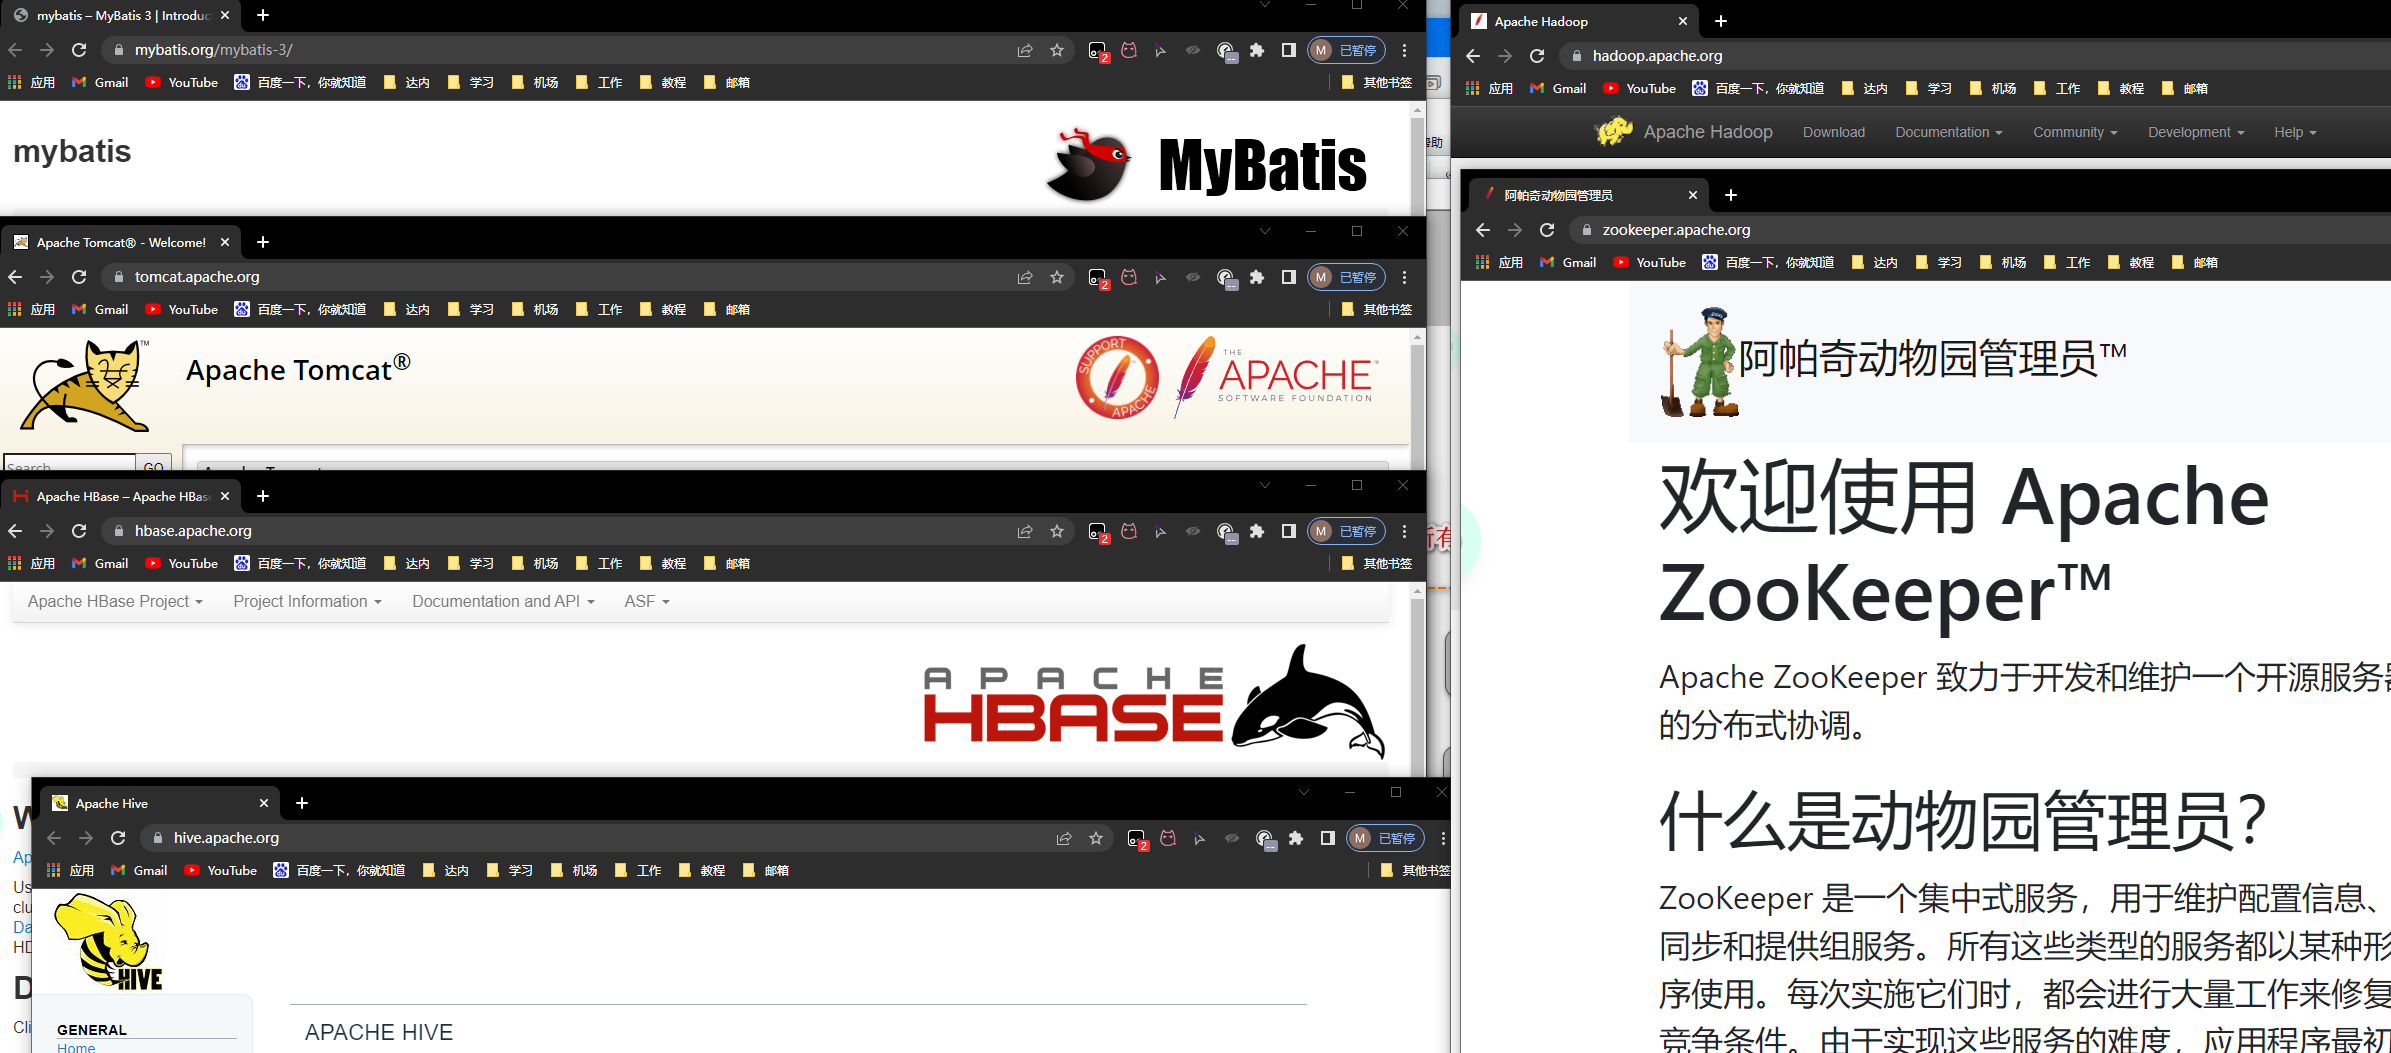 mybatis – MyBatis 3 | Introduc
mybatis.org/mybatis-3/
2
M 已暂停
应用 Gmail YouTube 百度一下，你就知道 达内 学习 机场 工作 教程 邮箱 其他书签
mybatis
MyBatis
Apache Tomcat® - Welcome!
tomcat.apache.org
2
M 已暂停
应用 Gmail YouTube 百度一下，你就知道 达内 学习 机场 工作 教程 邮箱 其他书签
TM
Apache Tomcat®
SUPPORT APACHE
THE
APACHE
SOFTWARE FOUNDATION
Search
GO
Apache HBase – Apache HBas
hbase.apache.org
2
M 已暂停
应用 Gmail YouTube 百度一下，你就知道 达内 学习 机场 工作 教程 邮箱 其他书签
Apache HBase Project Project Information Documentation and API ASF
APACHE
HBASE
W
Ap
Us
clu
Da
HD
D
Cli
Apache Hive
hive.apache.org
2
M 已暂停
应用 Gmail YouTube 百度一下，你就知道 达内 学习 机场 工作 教程 邮箱 其他书签
HIVE
GENERAL
Home
APACHE HIVE
所有
Apache Hadoop
hadoop.apache.org
应用 Gmail YouTube 百度一下，你就知道 达内 学习 机场 工作 教程 邮箱
Apache Hadoop Download Documentation Community Development Help
阿帕奇动物园管理员
zookeeper.apache.org
应用 Gmail YouTube 百度一下，你就知道 达内 学习 机场 工作 教程 邮箱
阿帕奇动物园管理员™
欢迎使用 Apache
ZooKeeper™
Apache ZooKeeper 致力于开发和维护一个开源服务器
的分布式协调。
什么是动物园管理员？
ZooKeeper 是一个集中式服务，用于维护配置信息、
同步和提供组服务。所有这些类型的服务都以某种形
序使用。每次实施它们时，都会进行大量工作来修复
竞争条件。由于实现这些服务的难度，应用程序最初